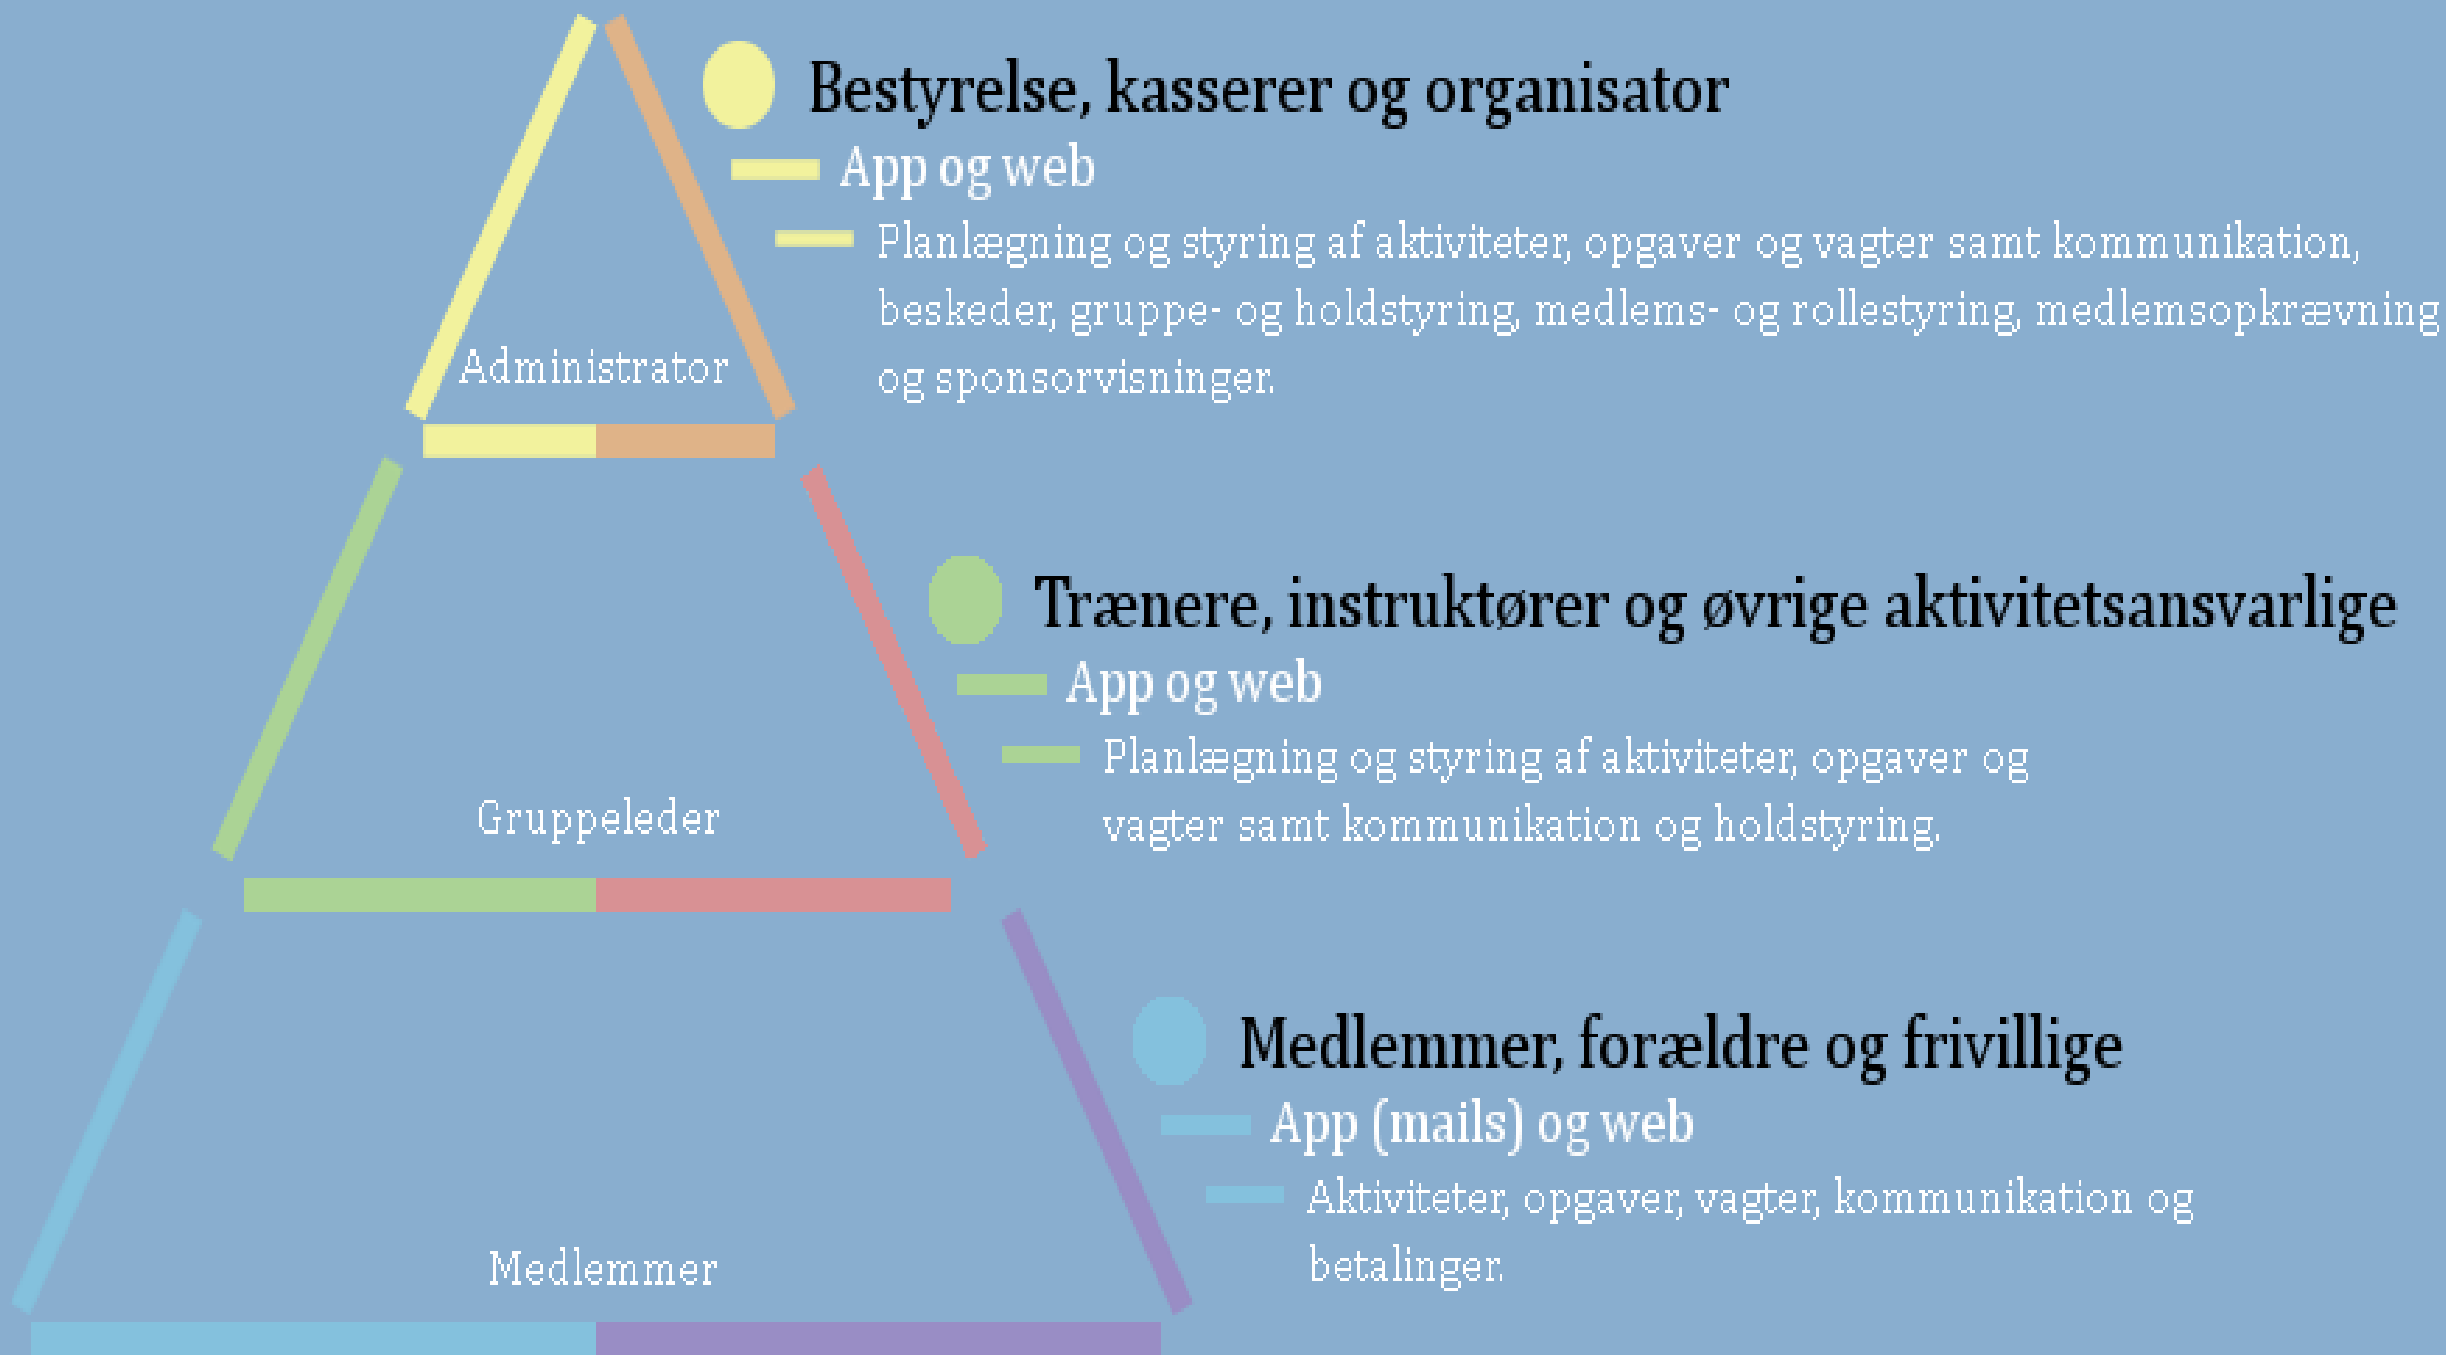 Bestyrelse, kasserer og organisator
App og web
Planlægning og styring af aktiviteter, opgaver og vagter samt kommunikation,
beskeder, gruppe- og holdstyring, medlems- og rollestyring, medlemsopkrævning
og sponsorvisninger.
Administrator
Trænere, instruktører og øvrige aktivitetsansvarlige
App og web
Planlægning og styring af aktiviteter, opgaver og
vagter samt kommunikation og holdstyring.
Gruppeleder
Medlemmer, forældre og frivillige
App (mails) og web
Aktiviteter, opgaver, vagter, kommunikation og
betalinger.
Medlemmer